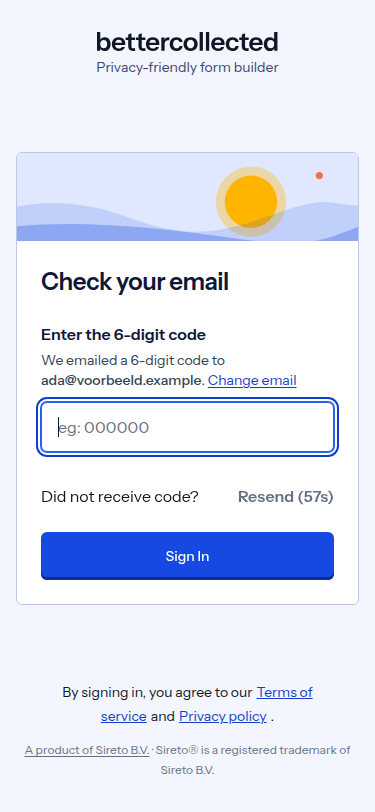 bettercollected
Privacy-friendly form builder
Check your email
Enter the 6-digit code
We emailed a 6-digit code to
ada@voorbeeld.example. Change email
eg: 000000
Did not receive code? Resend (57s)
Sign In
By signing in, you agree to our Terms of
service and Privacy policy .
A product of Sireto B.V. · Sireto® is a registered trademark of
Sireto B.V.